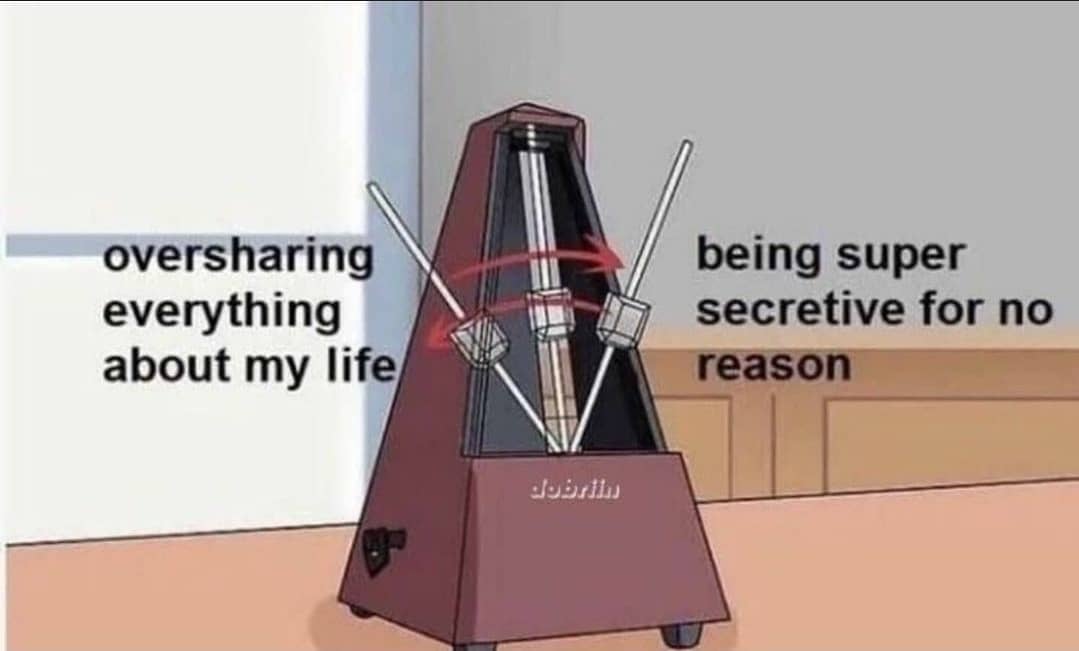 oversharing
everything
about my life
being super
secretive for no
reason
dobriin